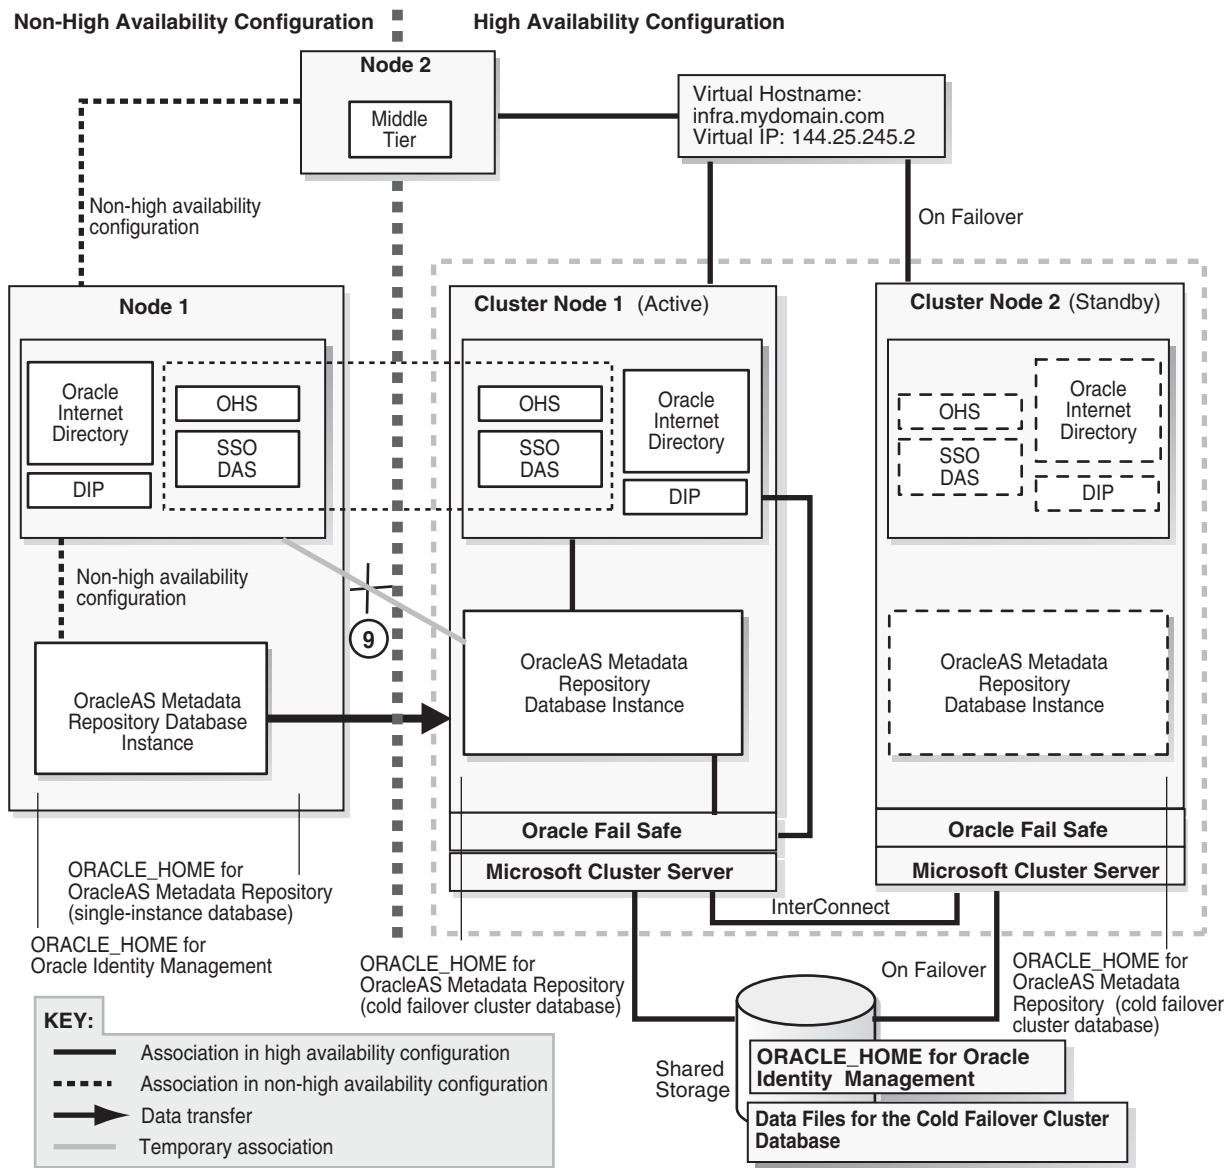 Non-High Availability Configuration
High Availability Configuration
Node 2
Middle
Tier
Virtual Hostname:
infra.mydomain.com
Virtual IP: 144.25.245.2
Non-high availability
configuration
On Failover
Node 1
Oracle
Internet
Directory
DIP
OHS
SSO
DAS
Non-high availability
configuration
OracleAS Metadata
Repository Database
Instance
9
Cluster Node 1 (Active)
OHS
SSO
DAS
Oracle
Internet
Directory
DIP
OracleAS Metadata
Repository
Database Instance
Oracle Fail Safe
Microsoft Cluster Server
Cluster Node 2 (Standby)
OHS
SSO
DAS
Oracle
Internet
Directory
DIP
OracleAS Metadata
Repository
Database Instance
Oracle Fail Safe
Microsoft Cluster Server
InterConnect
ORACLE_HOME for
OracleAS Metadata Repository
(single-instance database)
ORACLE_HOME for
Oracle Identity Management
ORACLE_HOME for
OracleAS Metadata Repository
(cold failover cluster database)
On Failover
ORACLE_HOME for
OracleAS Metadata
Repository (cold failover
cluster database)
Shared
Storage
ORACLE_HOME for Oracle
Identity Management
Data Files for the Cold Failover Cluster
Database
KEY:
Association in high availability configuration
Association in non-high availability configuration
Data transfer
Temporary association